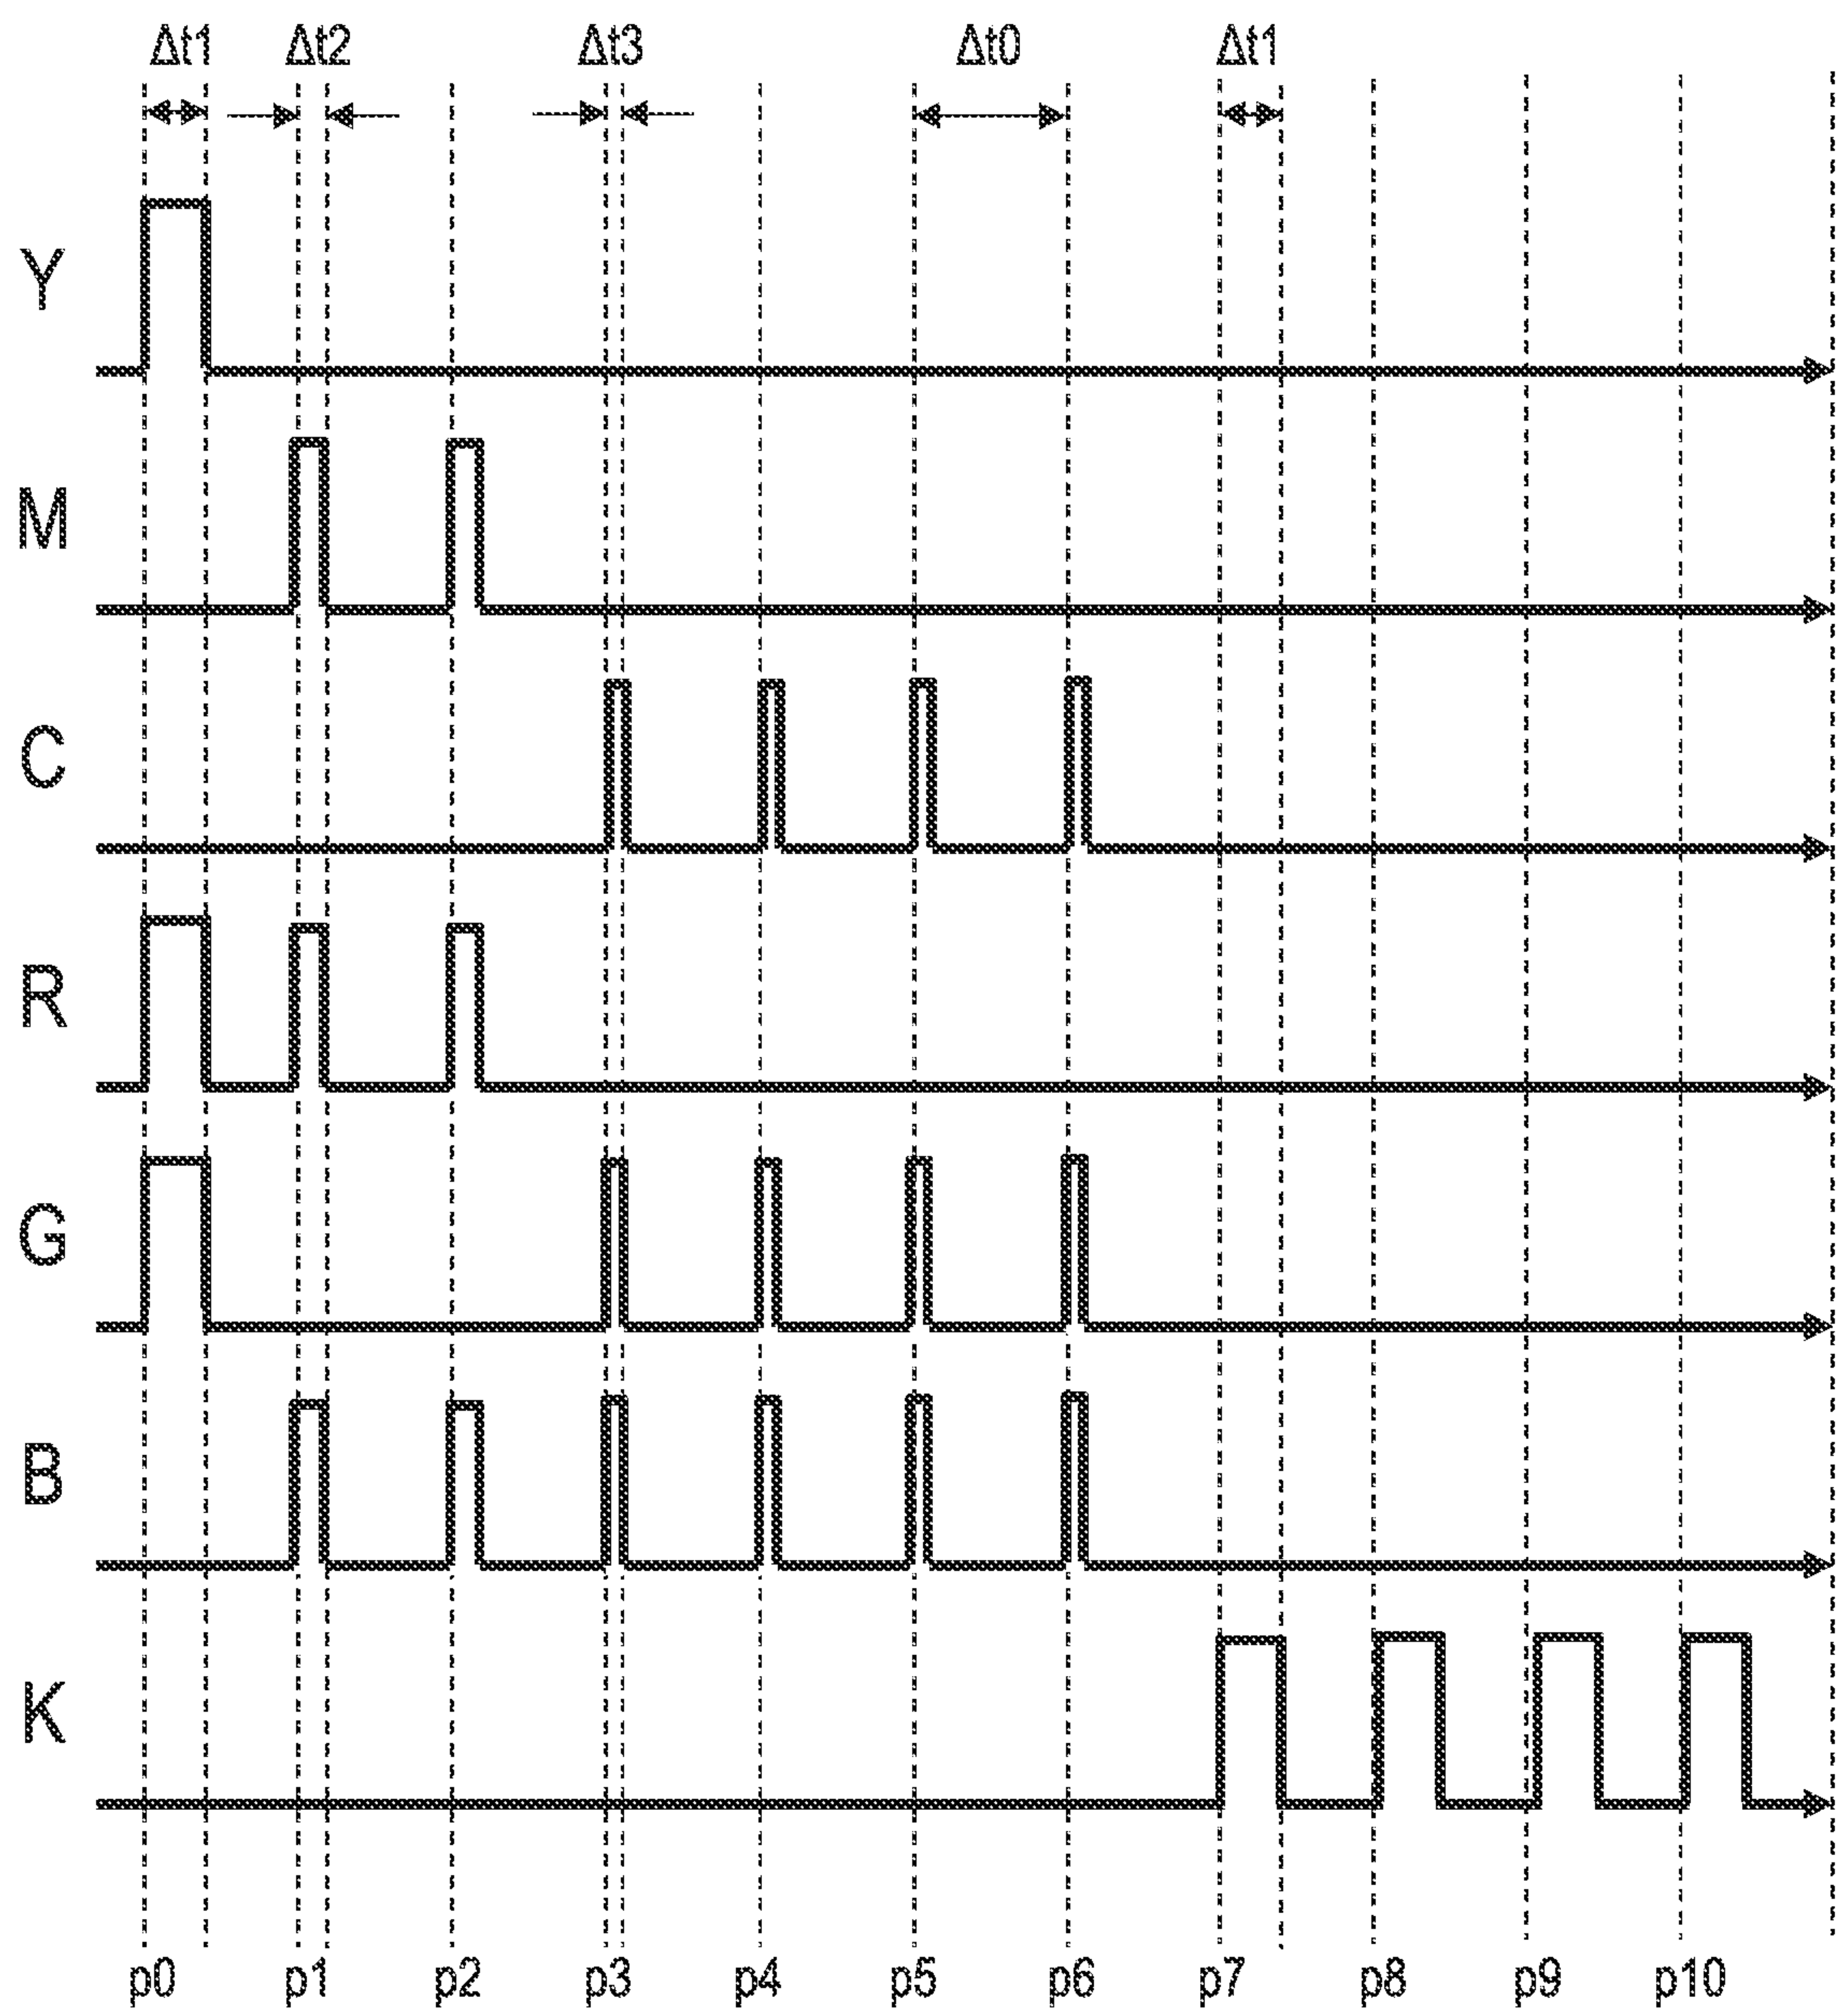 Δt1 Δt2 Δt3 Δt0 Δt1
Y
M
C
R
G
B
K
p0 p1 p2 p3 p4 p5 p6 p7 p8 p9 p10